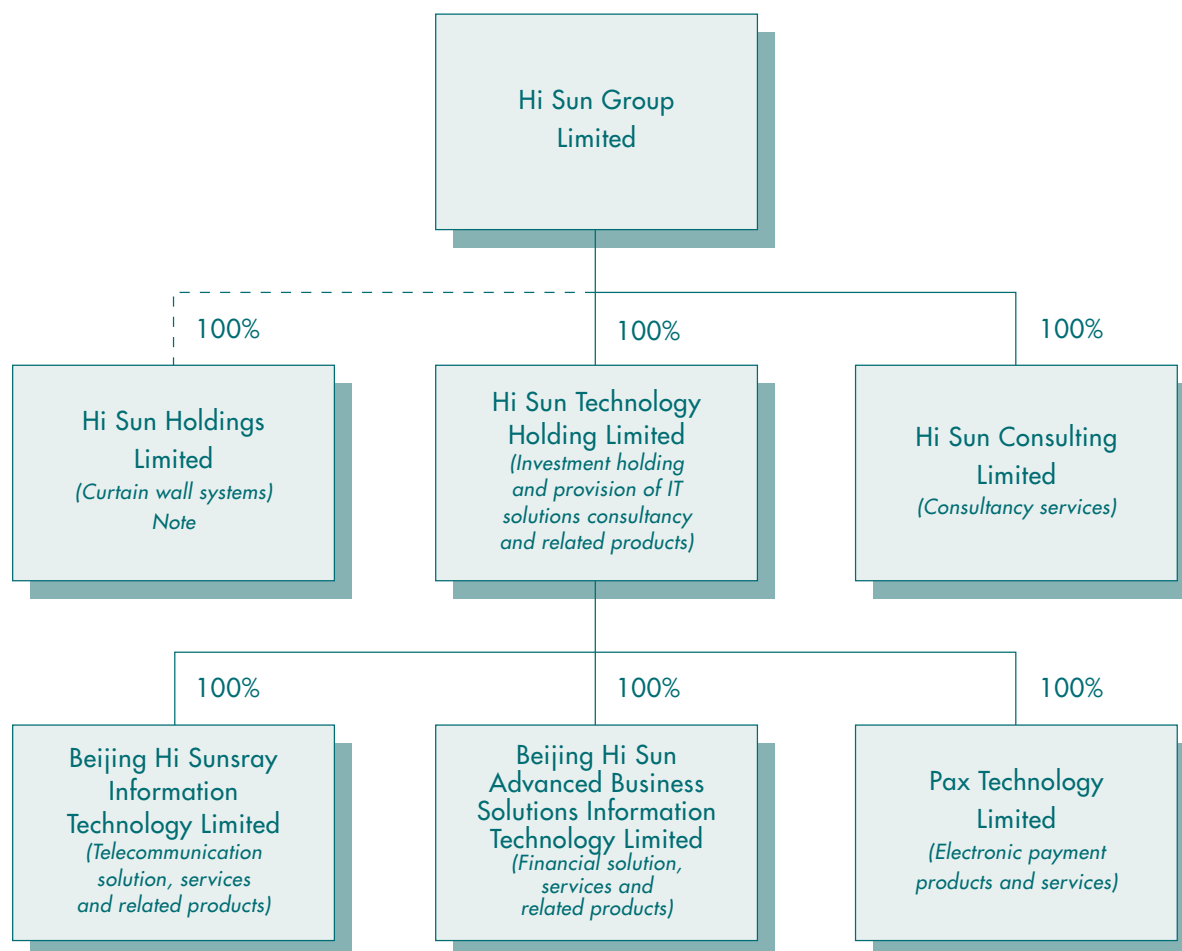 Hi Sun Group
Limited
100%
100%
100%
Hi Sun Holdings
Limited
(Curtain wall systems)
Note
Hi Sun Technology
Holding Limited
(Investment holding
and provision of IT
solutions consultancy
and related products)
Hi Sun Consulting
Limited
(Consultancy services)
100%
100%
100%
Beijing Hi Sunsray
Information
Technology Limited
(Telecommunication
solution, services
and related products)
Beijing Hi Sun
Advanced Business
Solutions Information
Technology Limited
(Financial solution,
services and
related products)
Pax Technology
Limited
(Electronic payment
products and services)